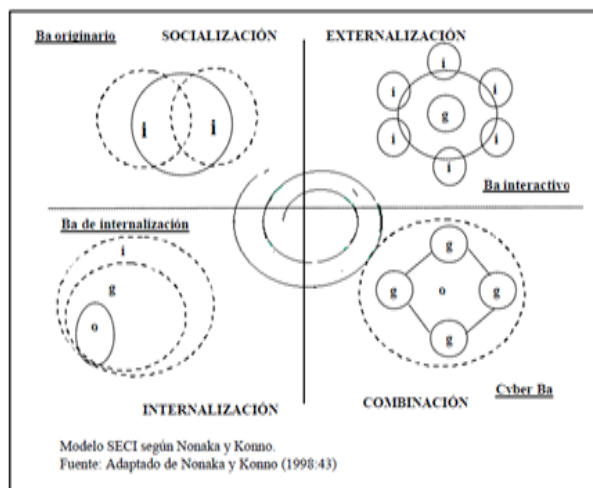 Ba originario
SOCIALIZACIÓN
EXTERNALIZACIÓN
i
i
i
i
i
g
i
i
i
Ba interactivo
Ba de internalización
i
g
o
g
g
o
g
g
Cyber Ba
INTERNALIZACIÓN
COMBINACIÓN
Modelo SECI según Nonaka y Konno.
Fuente: Adaptado de Nonaka y Konno (1998:43)